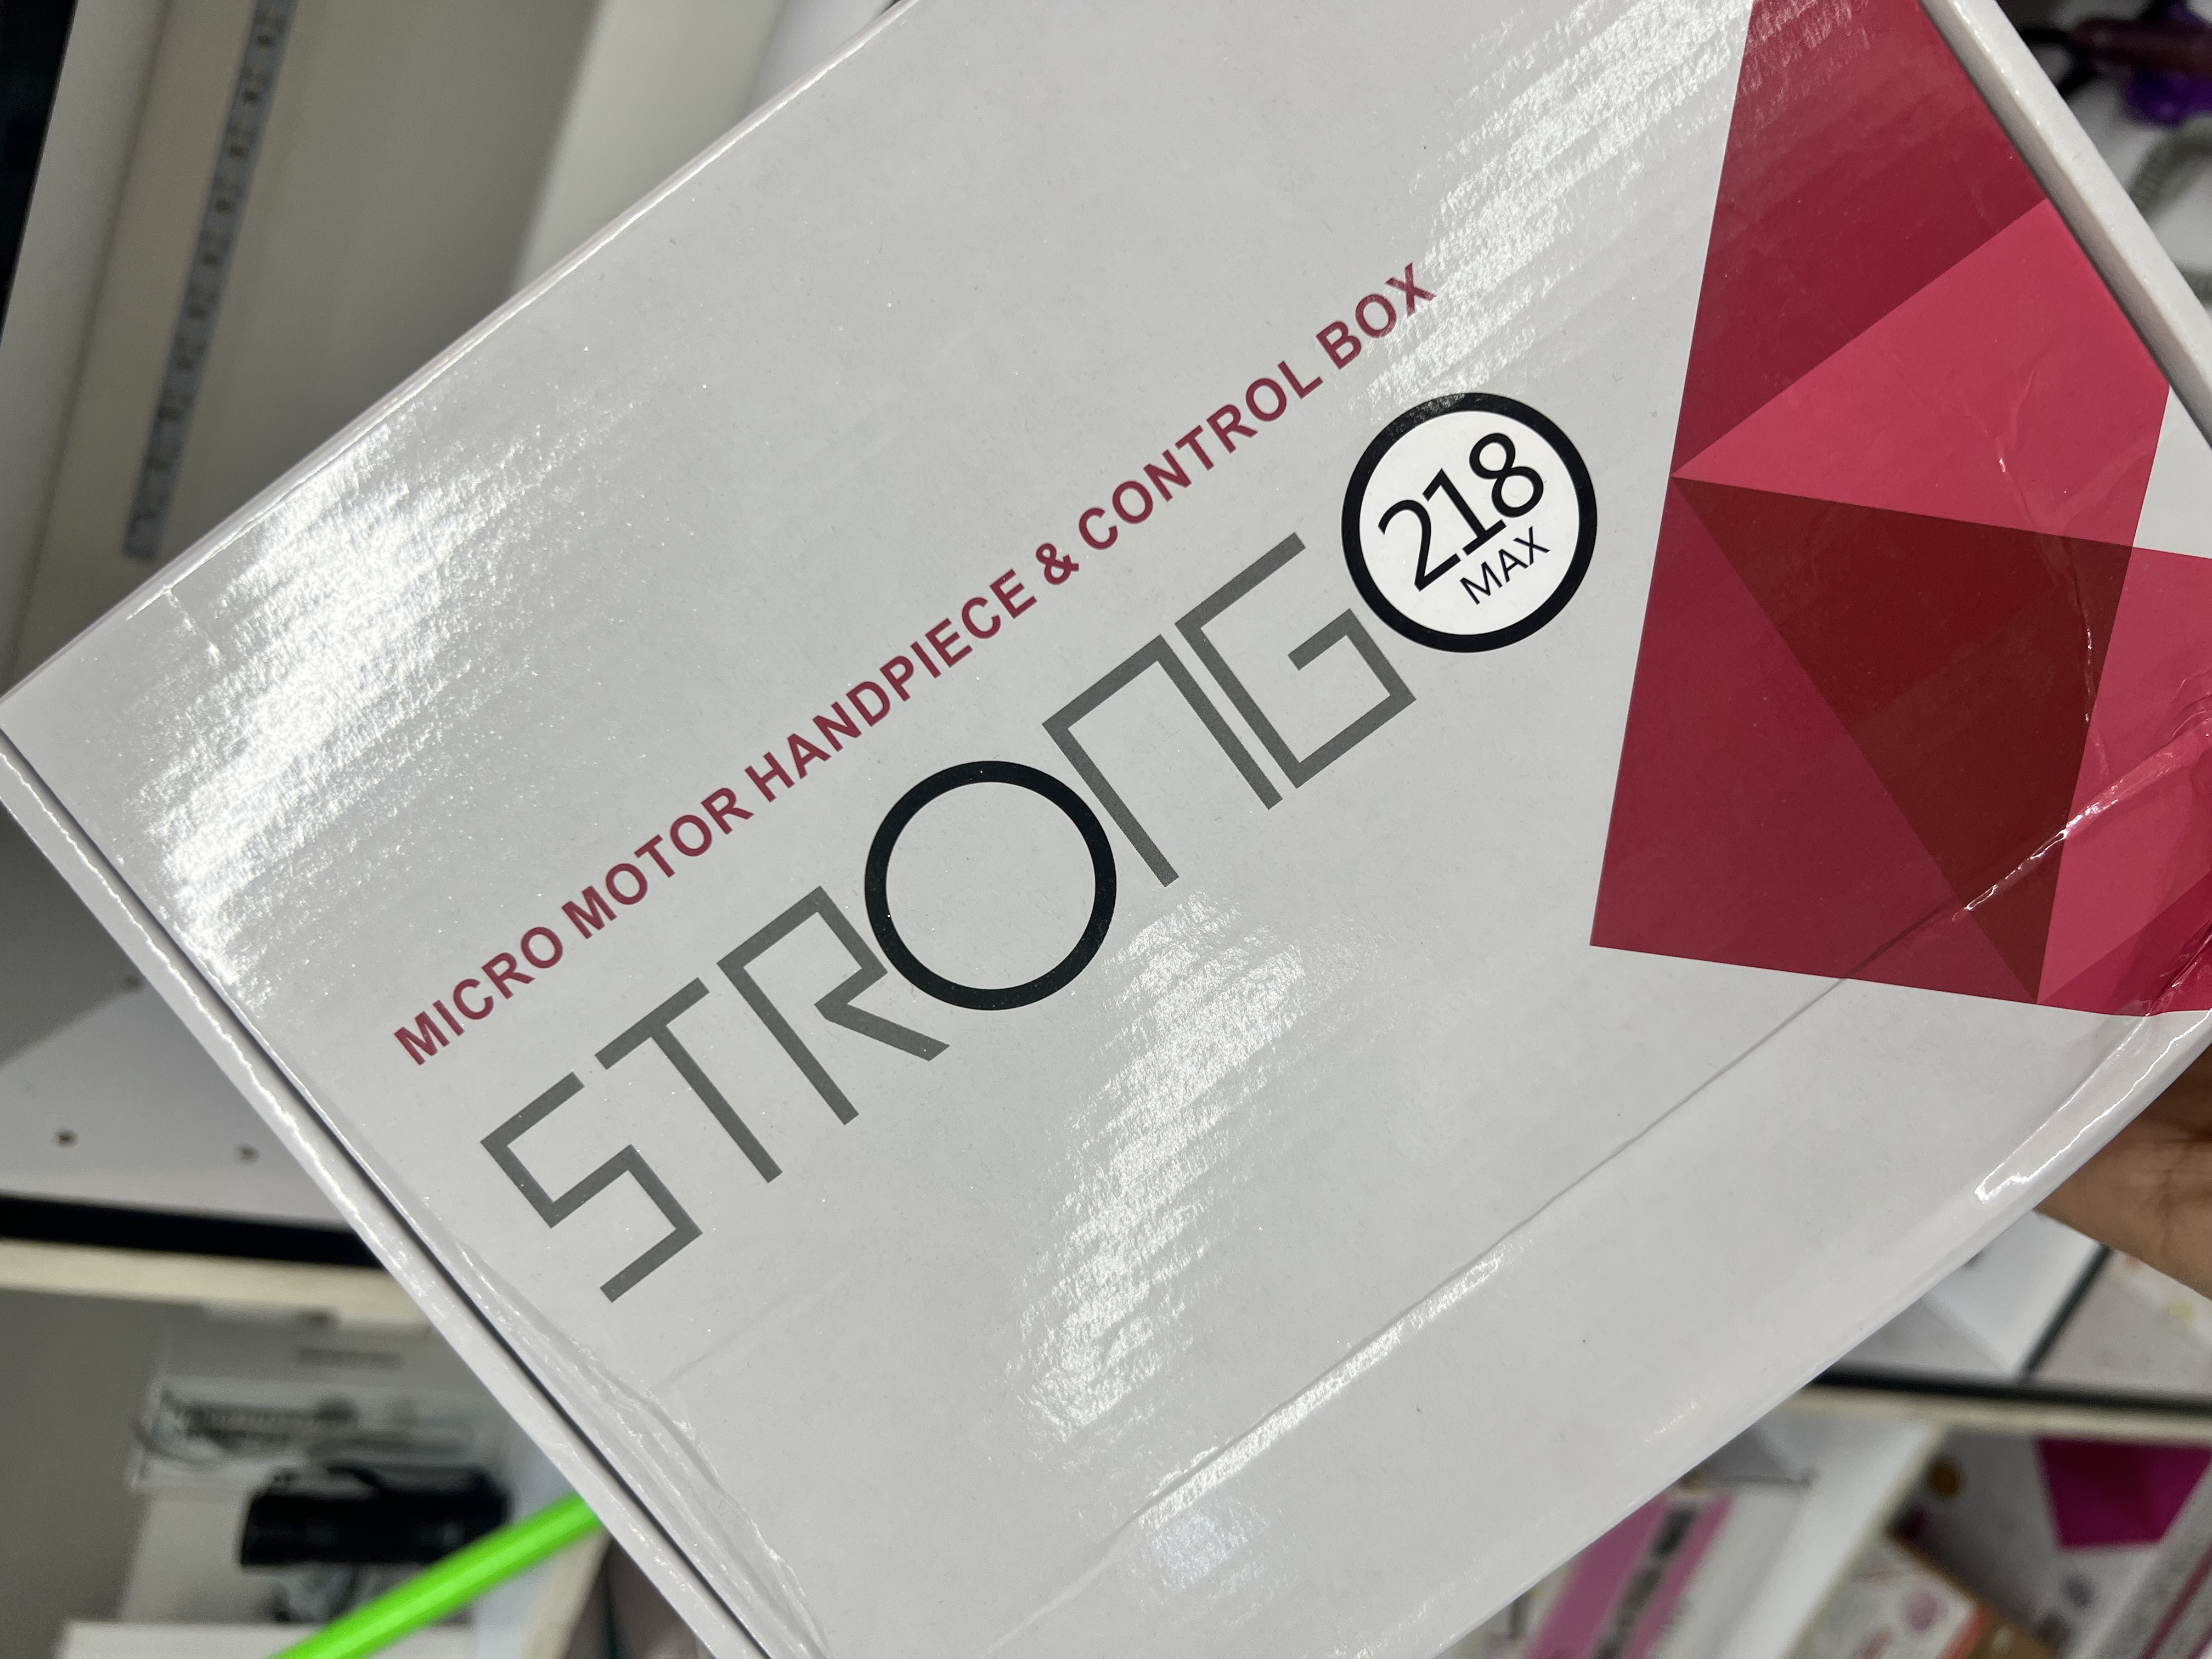 MICRO MOTOR HANDPIECE & CONTROL BOX
STRONG
218
MAX